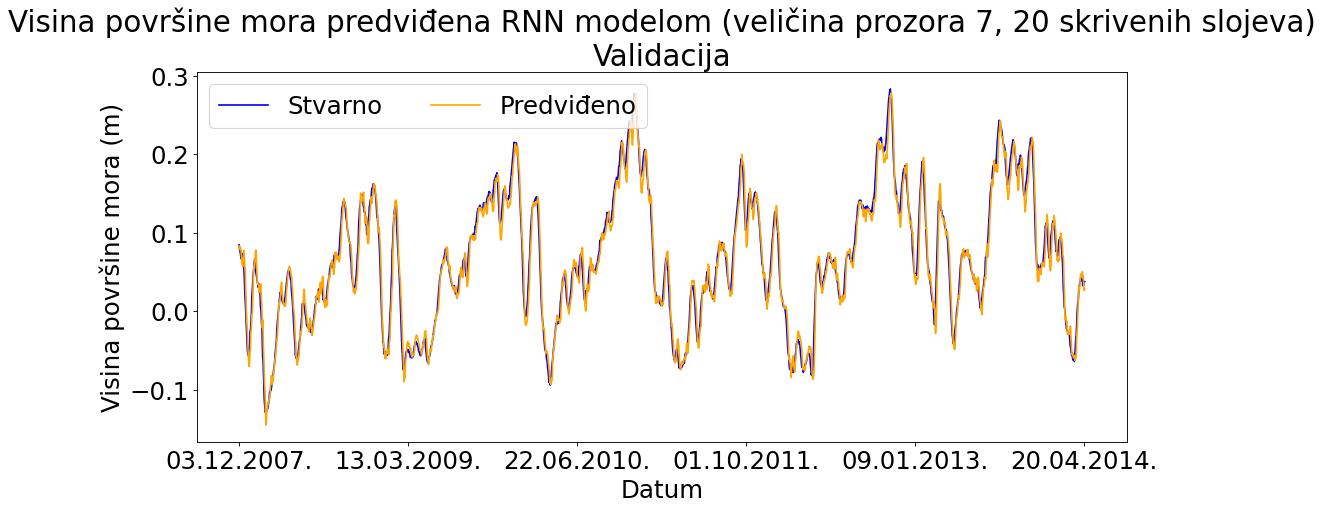 Visina površine mora predviđena RNN modelom (veličina prozora 7, 20 skrivenih slojeva)
Validacija
Stvarno Predviđeno
Visina površine mora (m)
0.3
0.2
0.1
0.0
−0.1
03.12.2007. 13.03.2009. 22.06.2010. 01.10.2011. 09.01.2013. 20.04.2014.
Datum